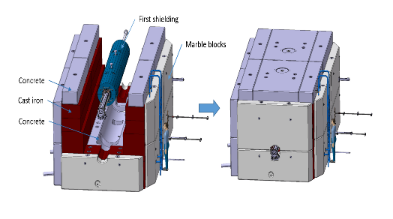 First shielding
Marble blocks
Concrete
Cast iron
Concrete